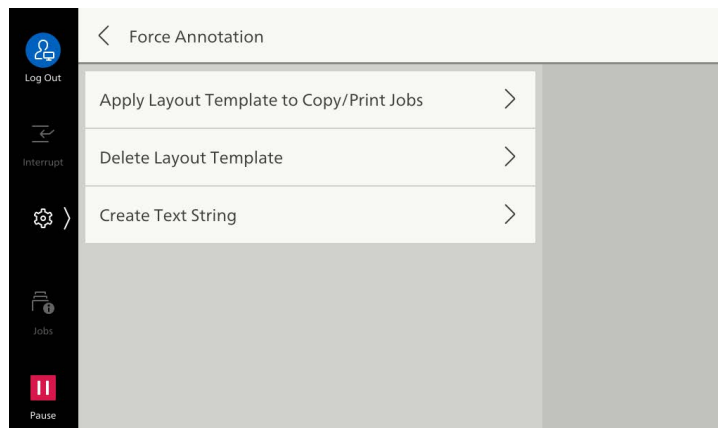 Force Annotation
Log Out
Apply Layout Template to Copy/Print Jobs
Interrupt
Delete Layout Template
Create Text String
Jobs
Pause